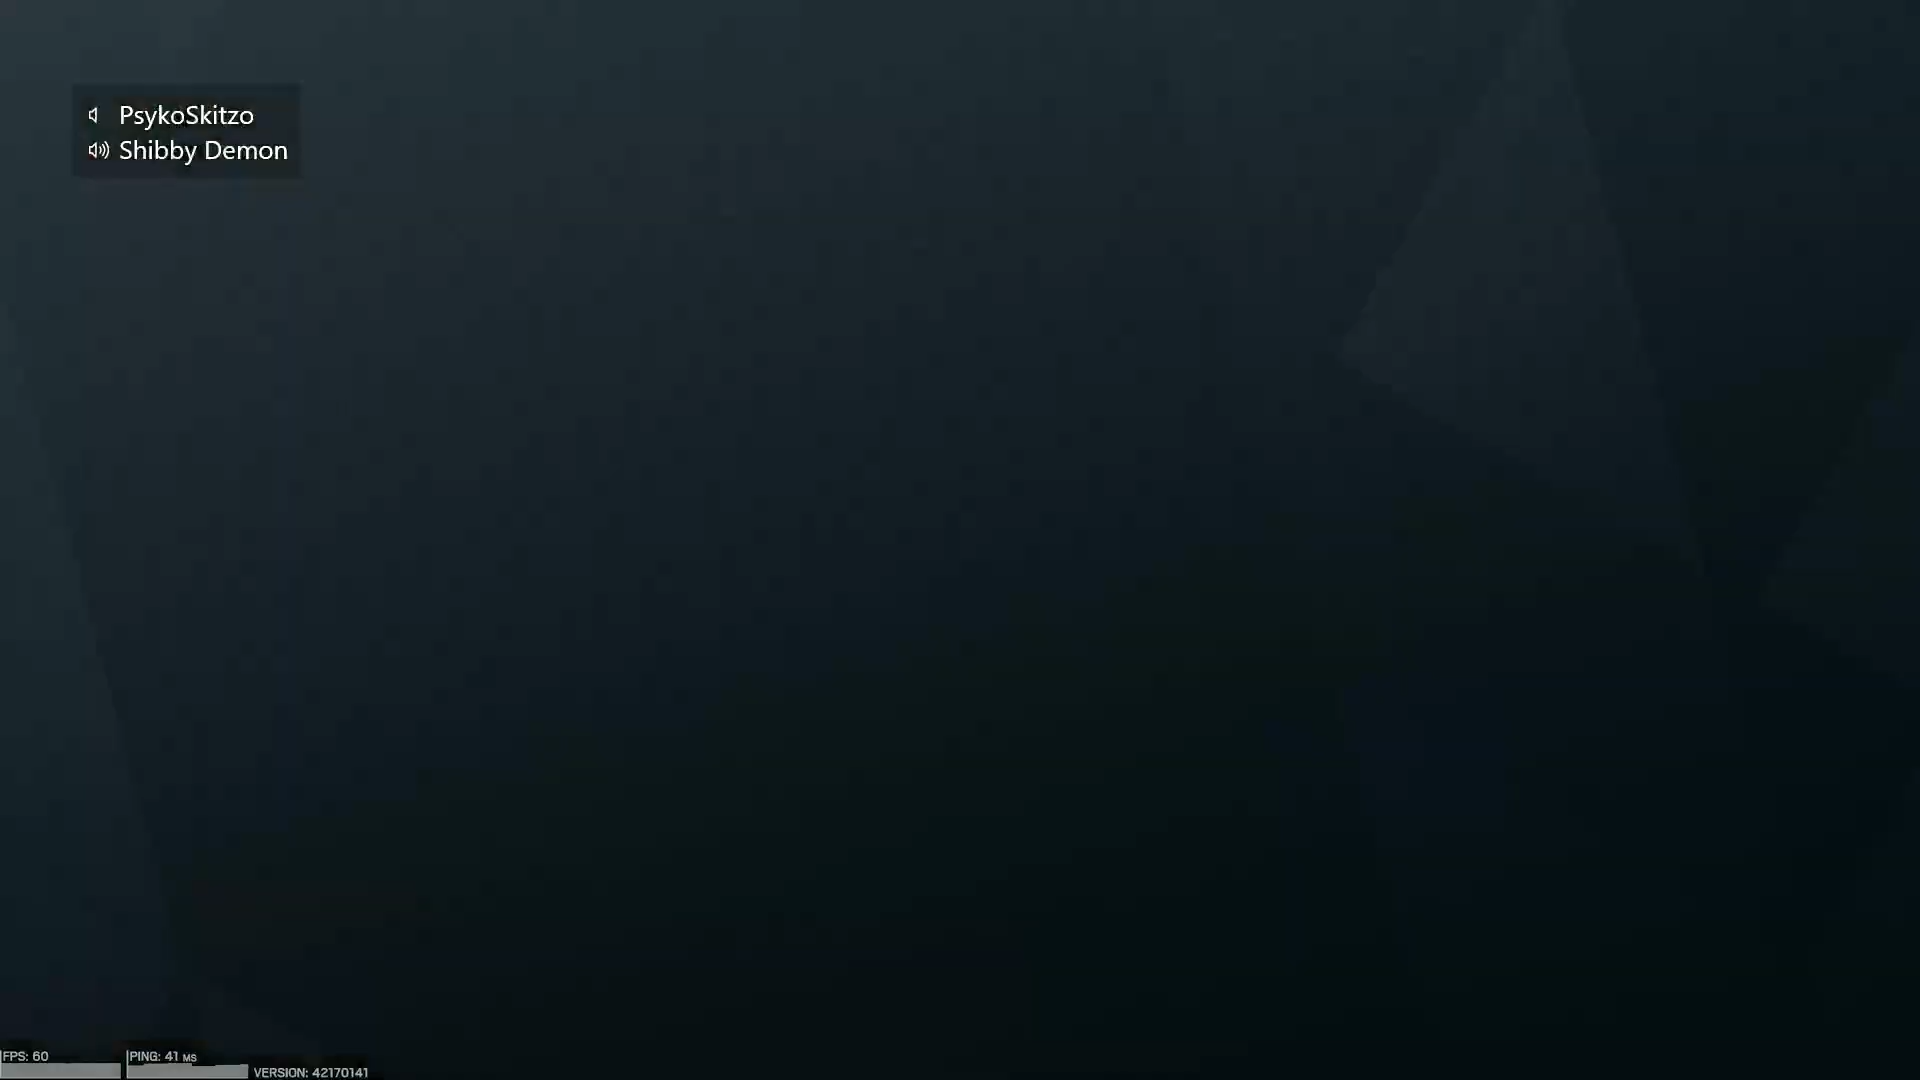 PsykoSkitzo
Shibby Demon
FPS: 60
PING: 41 MS
VERSION: 42170141